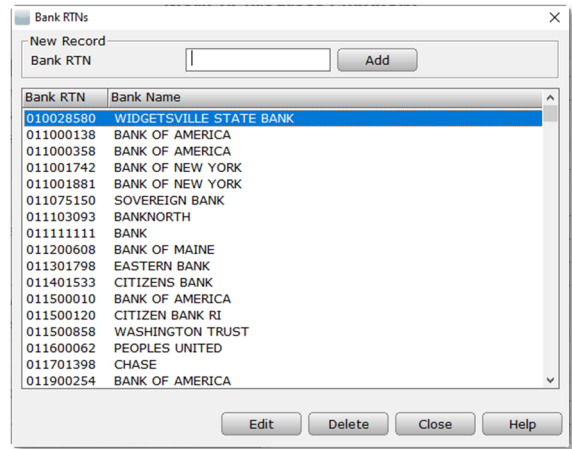 Bank RTNs
New Record
Bank RTN
Add
Bank RTN Bank Name
010028580 WIDGETSVILLE STATE BANK
011000138 BANK OF AMERICA
011000358 BANK OF AMERICA
011001742 BANK OF NEW YORK
011001881 BANK OF NEW YORK
011075150 SOVEREIGN BANK
011103093 BANKNORTH
011111111 BANK
011200608 BANK OF MAINE
011301798 EASTERN BANK
011401533 CITIZENS BANK
011500010 BANK OF AMERICA
011500120 CITIZEN BANK RI
011500858 WASHINGTON TRUST
011600062 PEOPLES UNITED
011701398 CHASE
011900254 BANK OF AMERICA
Edit Delete Close Help